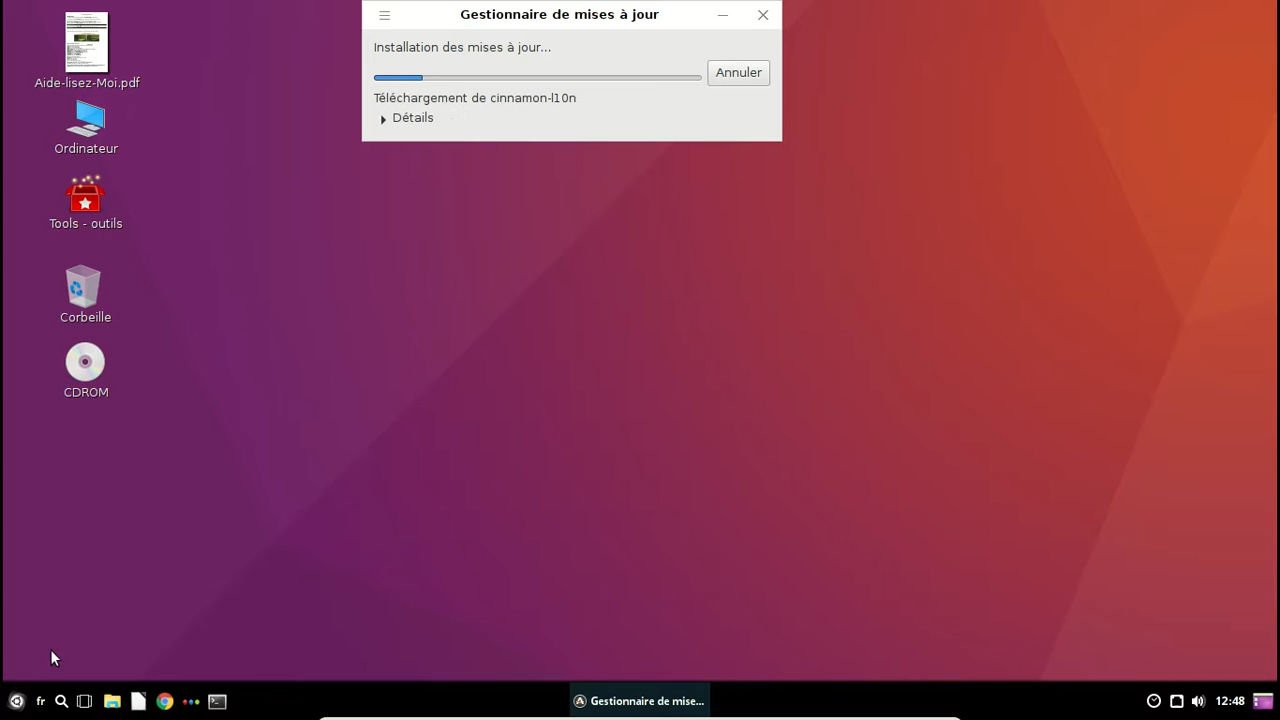 Gestionnaire de mises à jour
Installation des mises à jour...
Annuler
Téléchargement de cinnamon-l10n
Détails
Aide-lisez-Moi.pdf
Ordinateur
Tools - outils
Corbeille
CDROM
fr
Gestionnaire de mise...
12:48